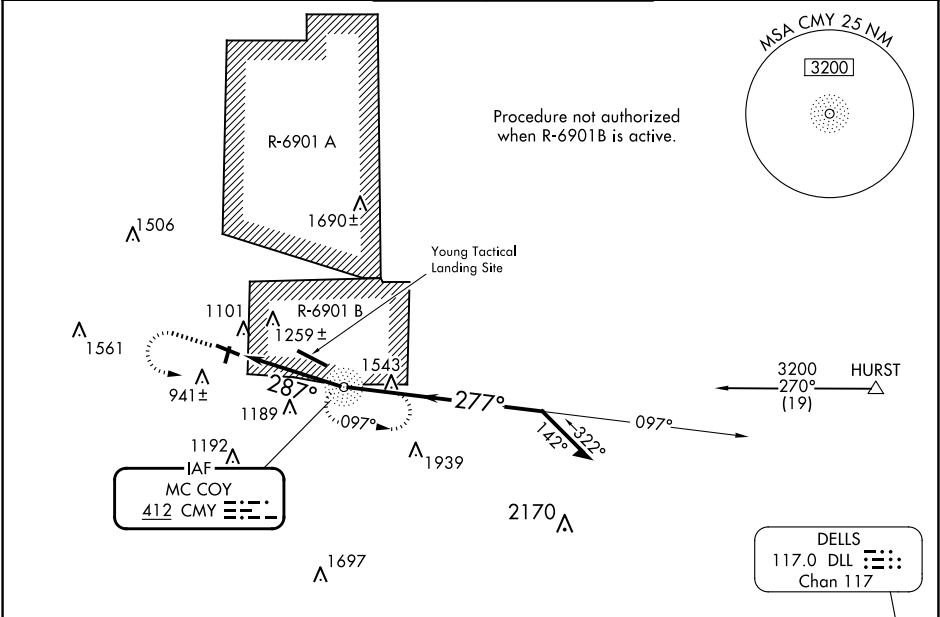 MSA CMY 25 NM
3200
Procedure not authorized
when R-6901B is active.
R-6901 A
1690±
1506
Young Tactical
Landing Site
R-6901 B
1101
1259±
1561
1543
941±
287°
1189
097°
277°
3200
270°
(19)
HURST
322°
142°
097°
1192
1939
IAF
MC COY
412 CMY
2170
1697
DELLS
117.0 DLL
Chan 117